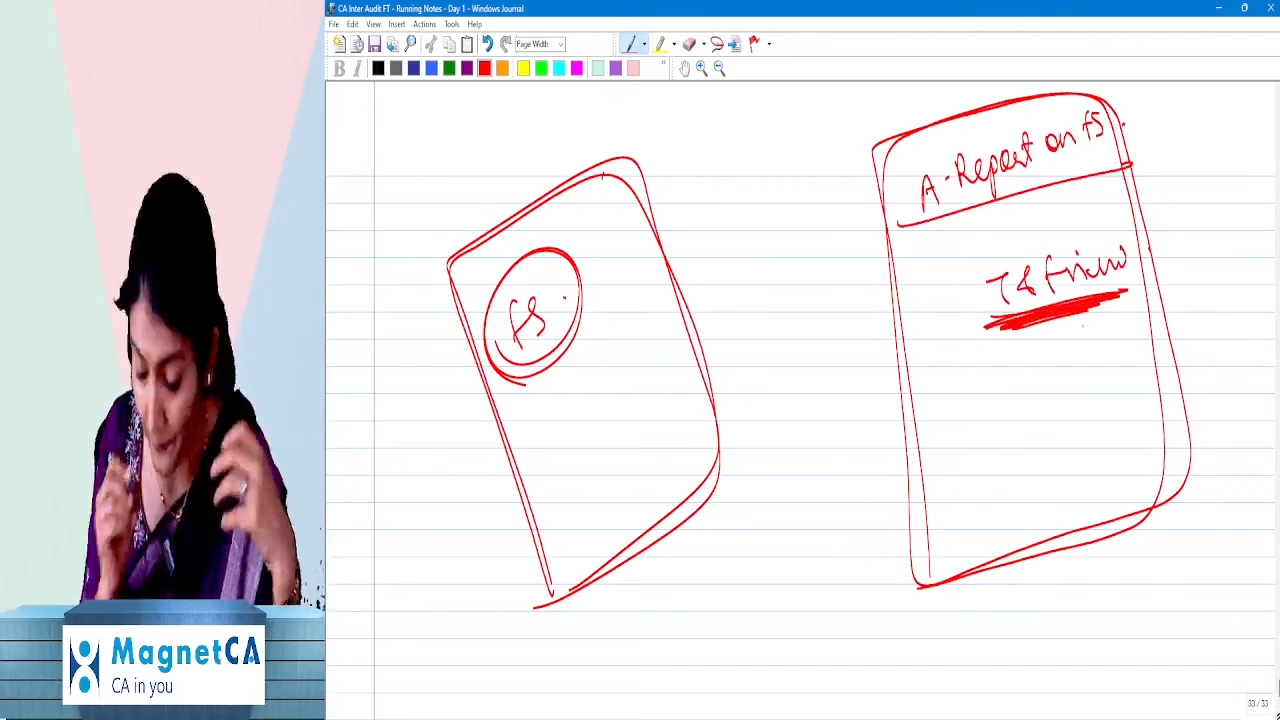 CA Inter Audit FT - Running Notes - Day 1 - Windows Journal
File Edit View Insert Actions Tools Help
Page Width
B I
A-Report on FS.
T & Friew
FS.
MagnetCA
CA in you
33 / 33